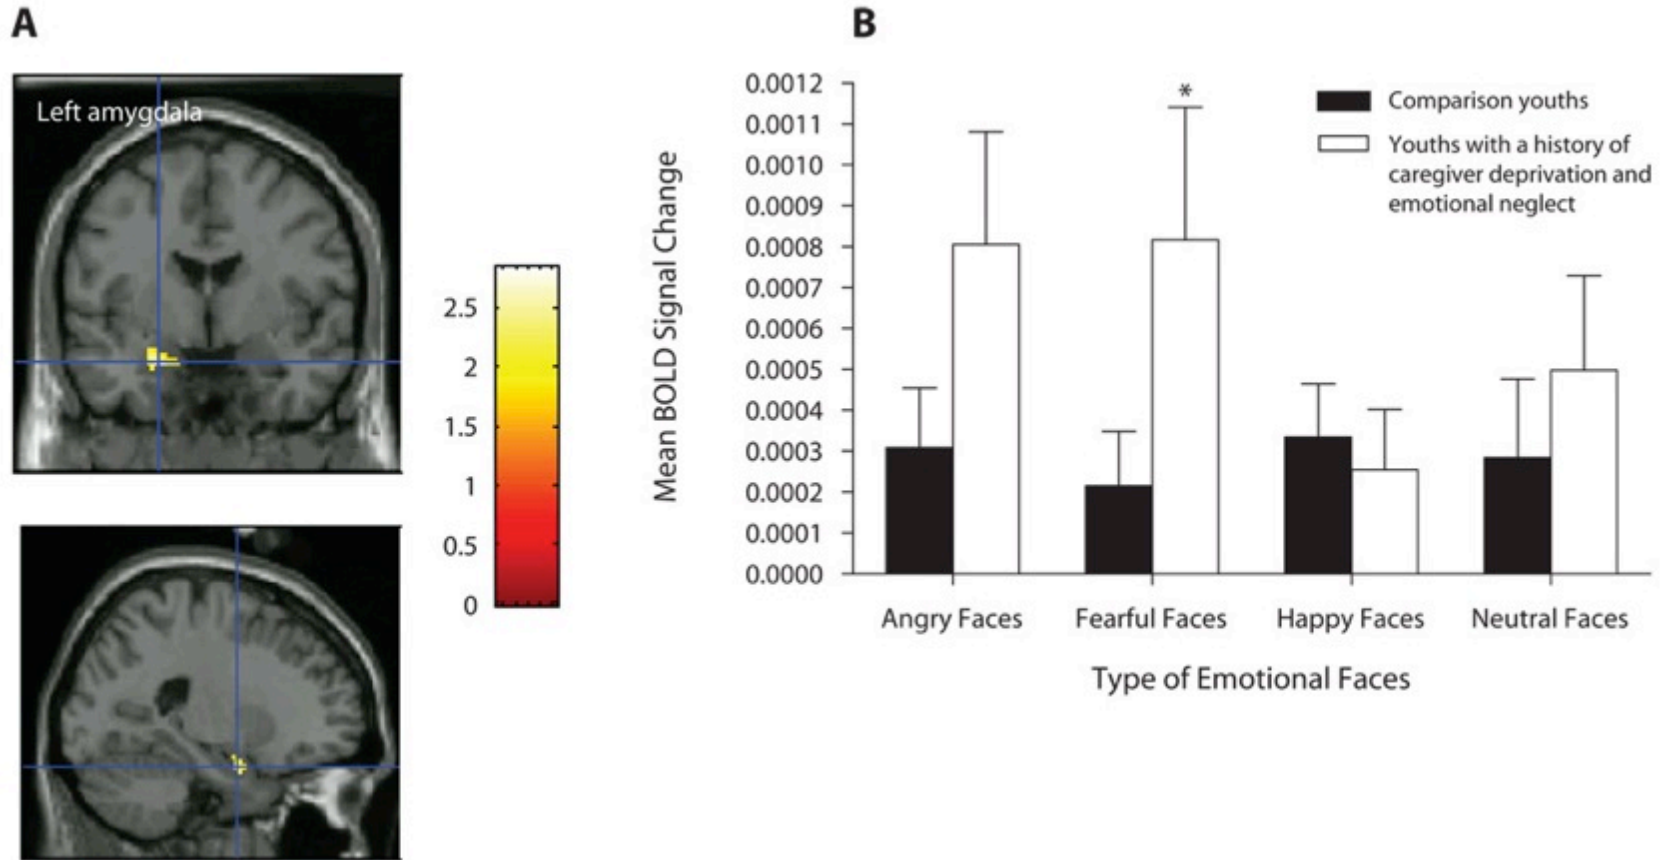 A
Left amygdala
2.5
2
1.5
1
0.5
0
B
Mean BOLD Signal Change
0.0012
0.0011
0.0010
0.0009
0.0008
0.0007
0.0006
0.0005
0.0004
0.0003
0.0002
0.0001
0.0000
*
Comparison youths
Youths with a history of
caregiver deprivation and
emotional neglect
Angry Faces
Fearful Faces
Happy Faces
Neutral Faces
Type of Emotional Faces